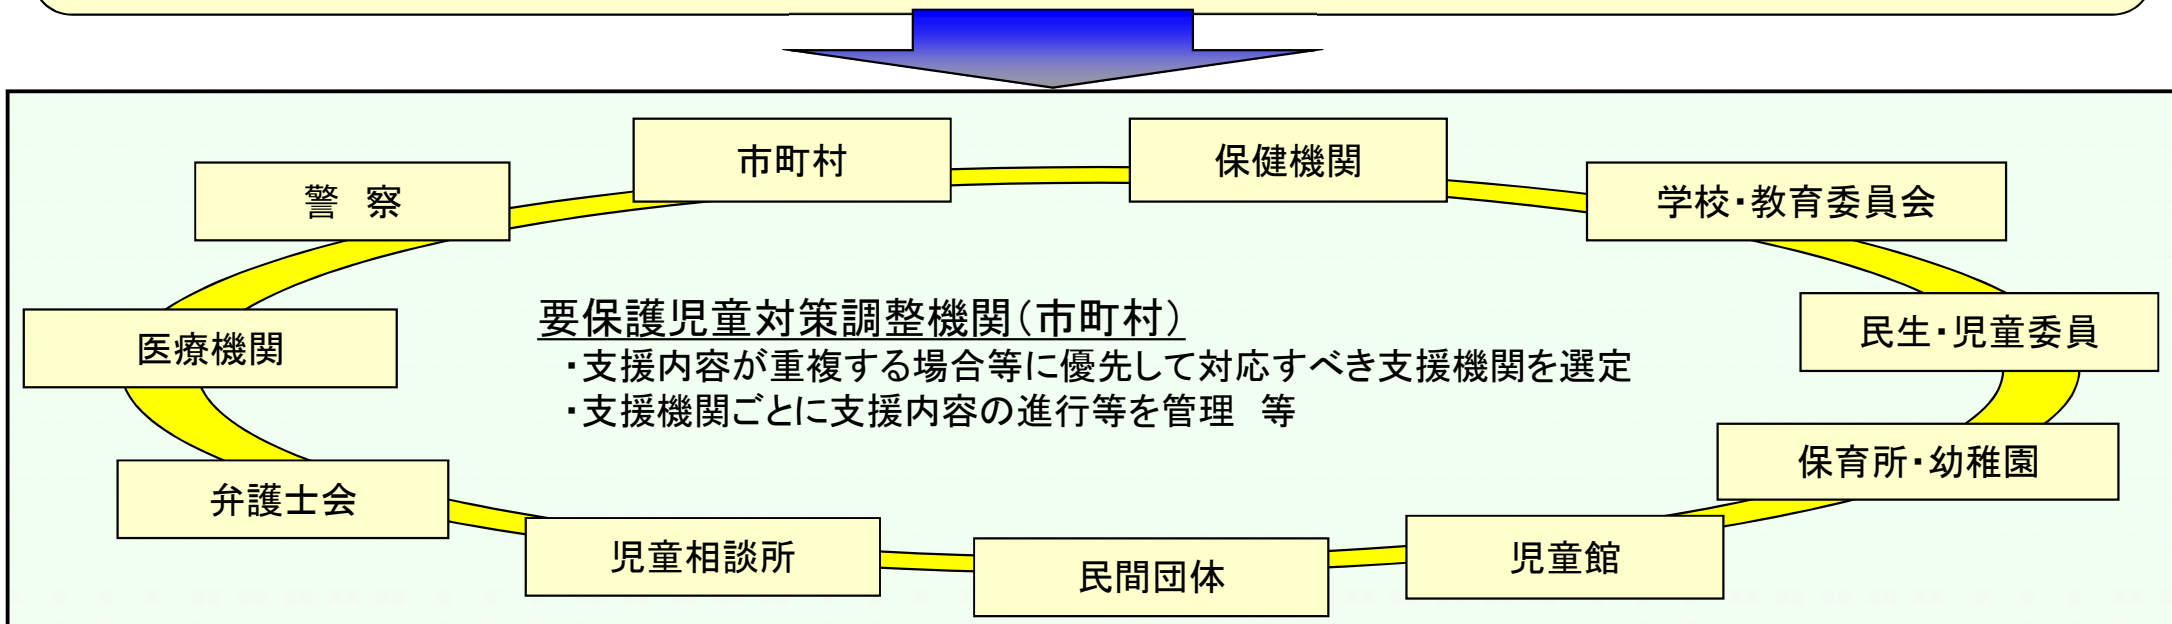 市町村
保健機関
警　察
学校・教育委員会
要保護児童対策調整機関（市町村）
・支援内容が重複する場合等に優先して対応すべき支援機関を選定
・支援機関ごとに支援内容の進行等を管理　等
医療機関
民生・児童委員
弁護士会
保育所・幼稚園
児童相談所
民間団体
児童館